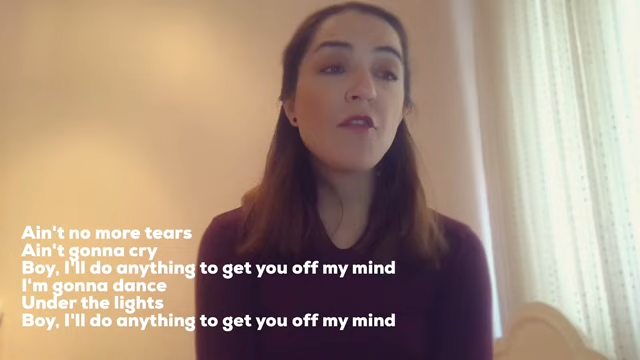 Ain't no more tears
Ain't gonna cry
Boy, I'll do anything to get you off my mind
I'm gonna dance
Under the lights
Boy, I'll do anything to get you off my mind